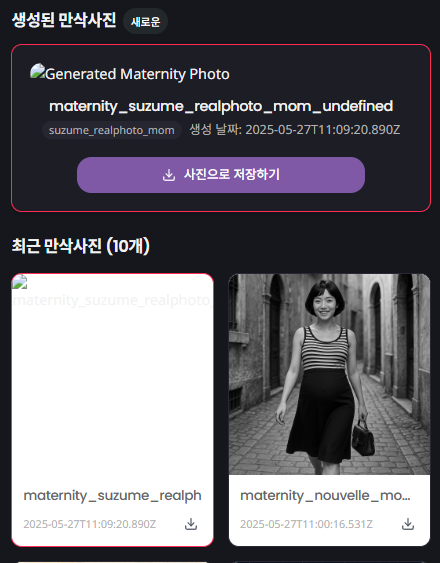 생성된 만삭사진 새로운
Generated Maternity Photo
maternity_suzume_realphoto_mom_undefined
suzume_realphoto_mom 생성 날짜: 2025-05-27T11:09:20.890Z
사진으로 저장하기
최근 만삭사진 (10개)
maternity_suzume_realphoto
maternity_suzume_realph
2025-05-27T11:09:20.890Z
maternity_nouvelle_mo...
2025-05-27T11:00:16.531Z